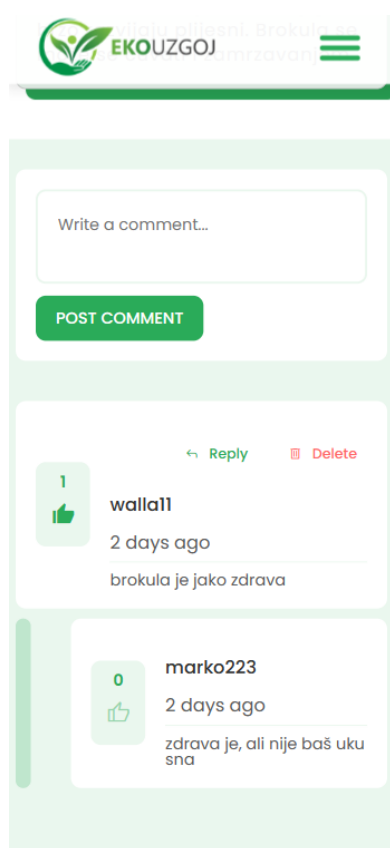 EKOUZGOJ
Write a comment...
POST COMMENT
Reply
Delete
1
walla11
2 days ago
brokula je jako zdrava
0
marko223
2 days ago
zdrava je, ali nije baš uku
sna